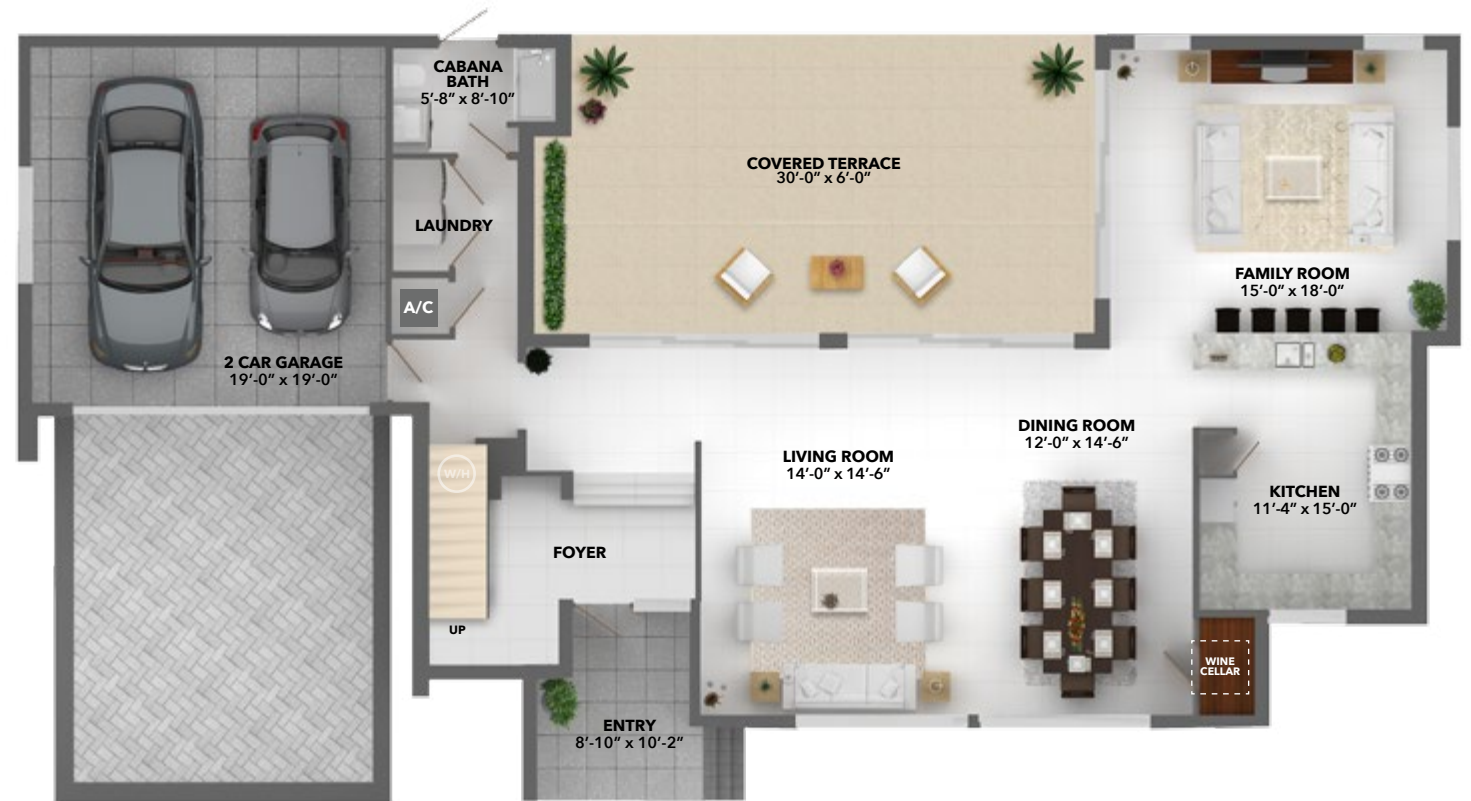 CABANA
BATH
5'-8" x 8'-10"
COVERED TERRACE
30'-0" x 6'-0"
LAUNDRY
FAMILY ROOM
15'-0" x 18'-0"
A/C
2 CAR GARAGE
19'-0" x 19'-0"
DINING ROOM
12'-0" x 14'-6"
LIVING ROOM
14'-0" x 14'-6"
W/H
KITCHEN
11'-4" x 15'-0"
FOYER
UP
WINE
CELLAR
ENTRY
8'-10" x 10'-2"